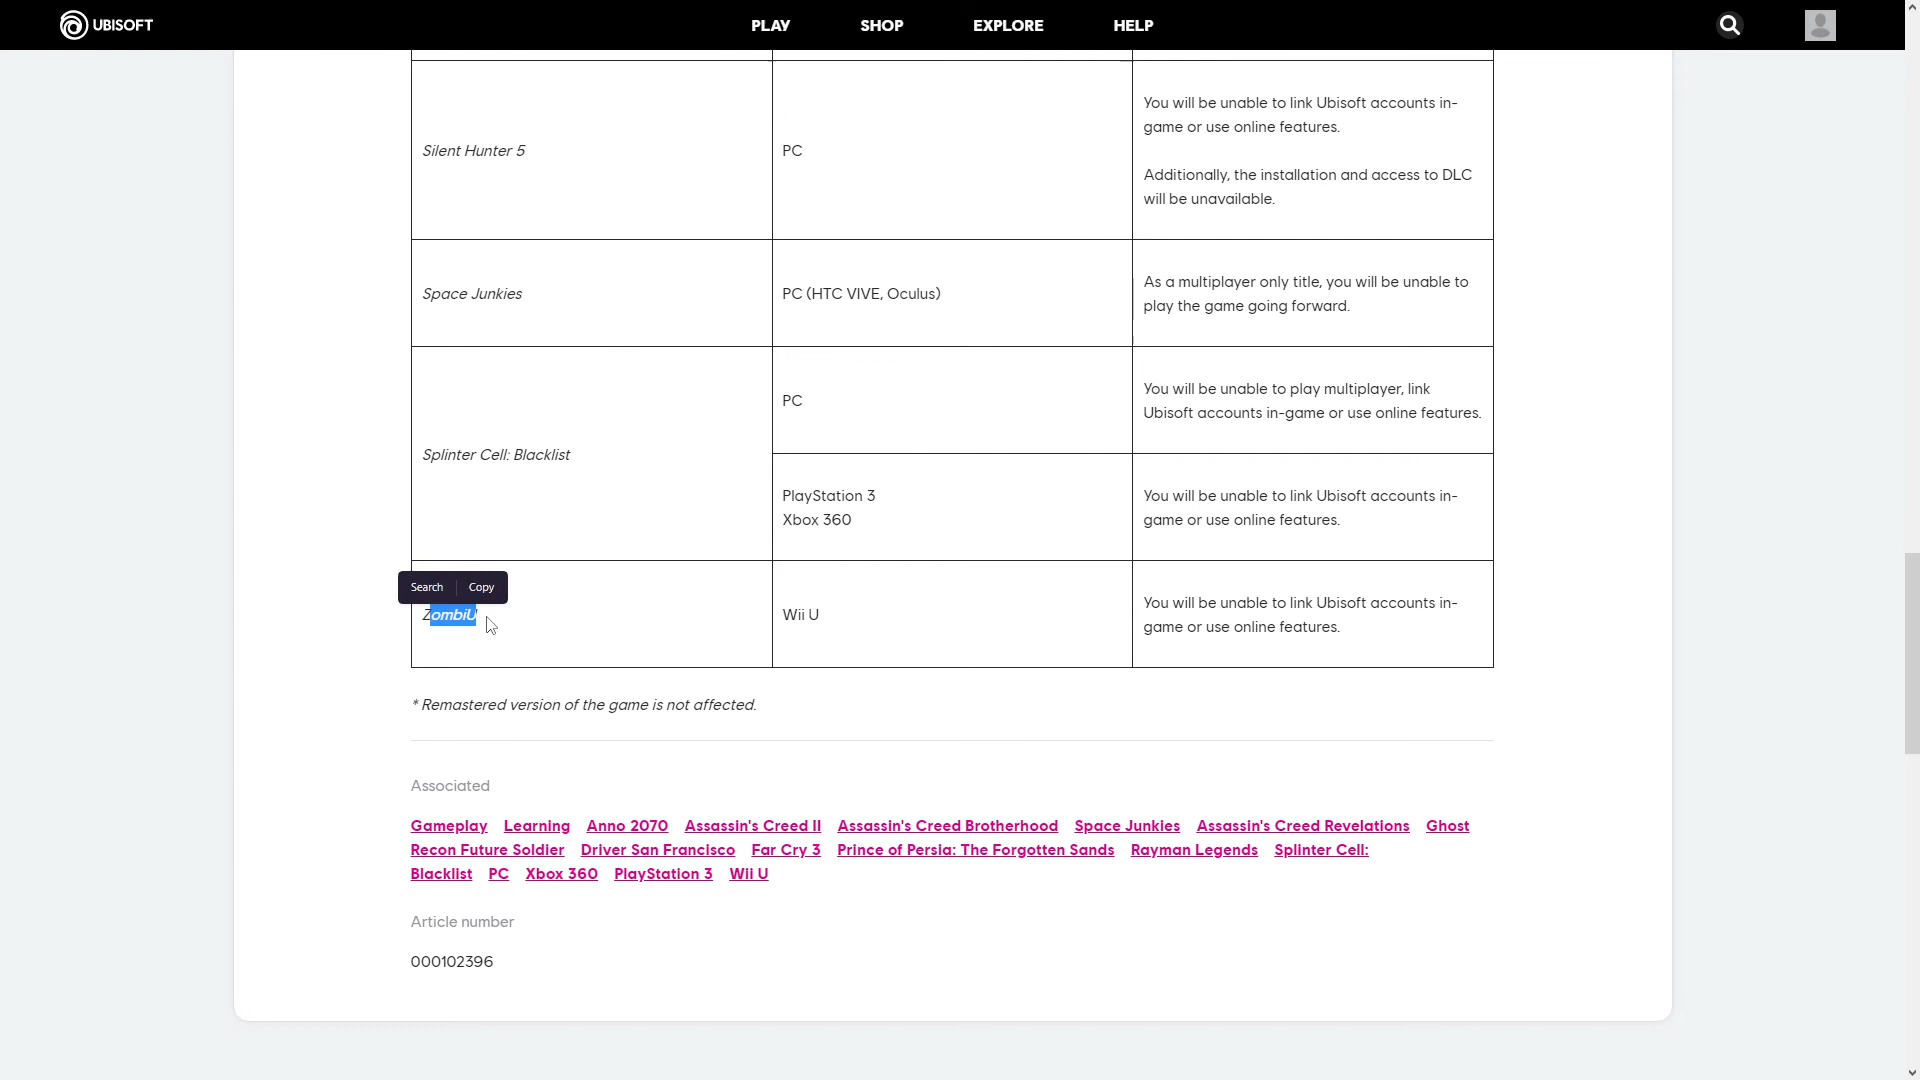 UBISOFT
PLAY
SHOP
EXPLORE
HELP
Silent Hunter 5
PC
You will be unable to link Ubisoft accounts in-
game or use online features.
Additionally, the installation and access to DLC
will be unavailable.
Space Junkies
PC (HTC VIVE, Oculus)
As a multiplayer only title, you will be unable to
play the game going forward.
Splinter Cell: Blacklist
PC
You will be unable to play multiplayer, link
Ubisoft accounts in-game or use online features.
PlayStation 3
Xbox 360
You will be unable to link Ubisoft accounts in-
game or use online features.
Search
Copy
ZombiU
Wii U
You will be unable to link Ubisoft accounts in-
game or use online features.
* Remastered version of the game is not affected.
Associated
Gameplay Learning Anno 2070 Assassin's Creed II Assassin's Creed Brotherhood Space Junkies Assassin's Creed Revelations Ghost
Recon Future Soldier Driver San Francisco Far Cry 3 Prince of Persia: The Forgotten Sands Rayman Legends Splinter Cell:
Blacklist PC Xbox 360 PlayStation 3 Wii U
Article number
000102396